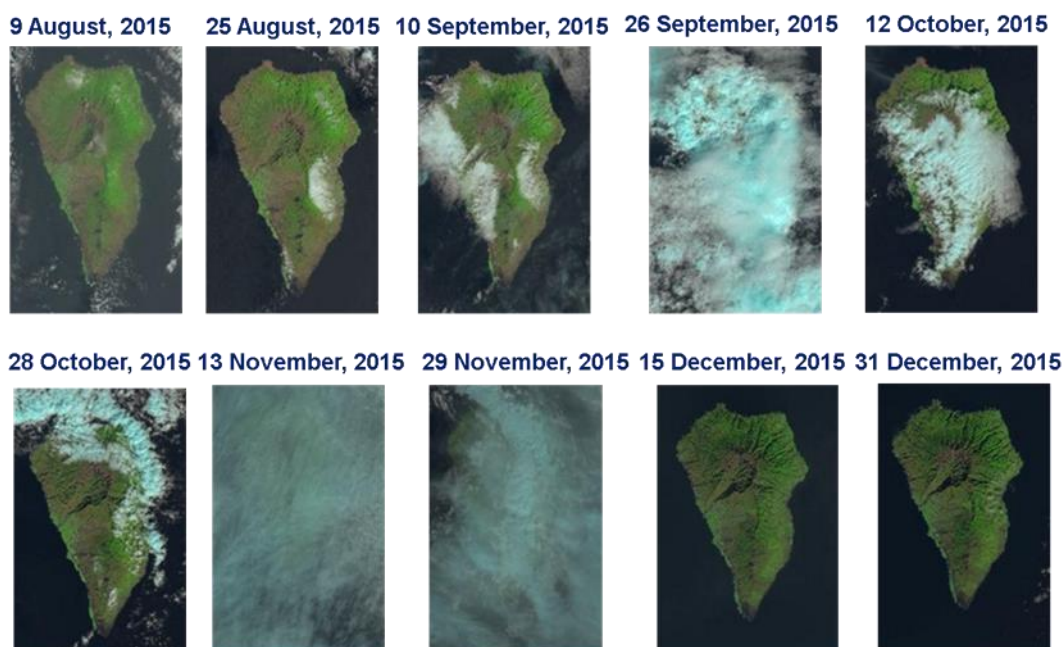 9 August, 2015
25 August, 2015
10 September, 2015
26 September, 2015
12 October, 2015
28 October, 2015
13 November, 2015
29 November, 2015
15 December, 2015
31 December, 2015